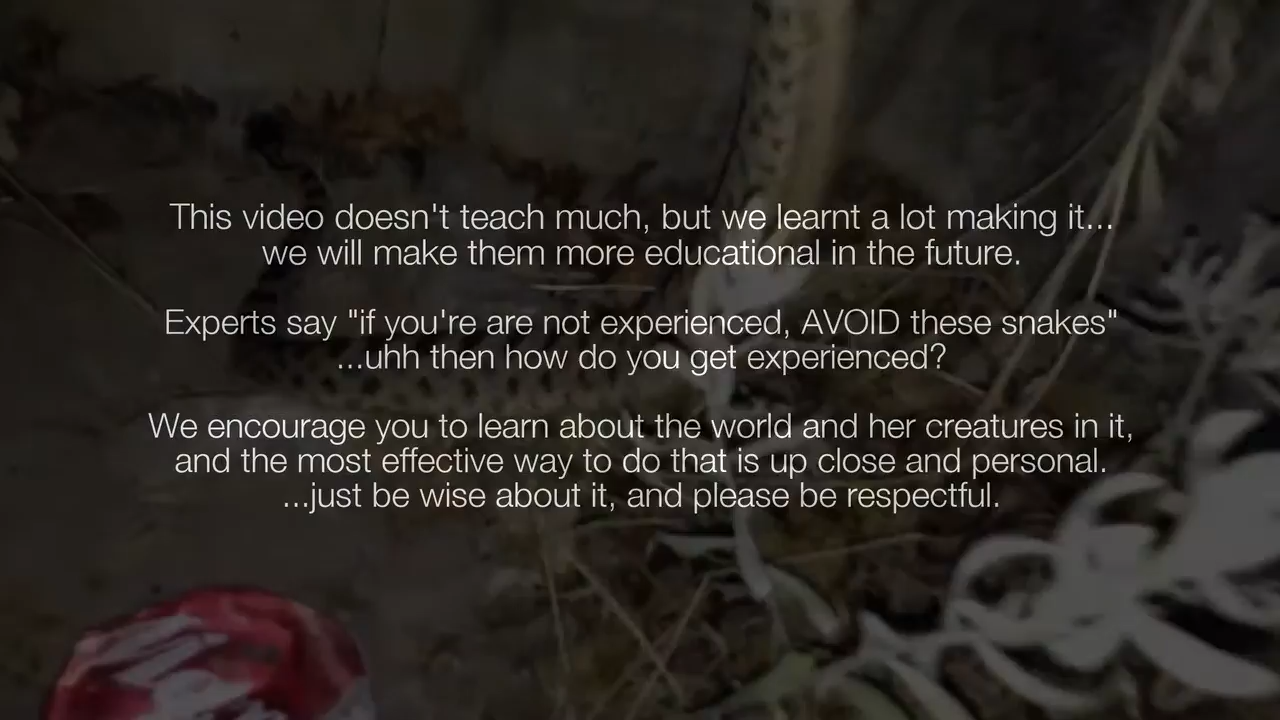 This video doesn't teach much, but we learnt a lot making it...
we will make them more educational in the future.
Experts say "if you're are not experienced, AVOID these snakes"
...uhh then how do you get experienced?
We encourage you to learn about the world and her creatures in it,
and the most effective way to do that is up close and personal.
...just be wise about it, and please be respectful.